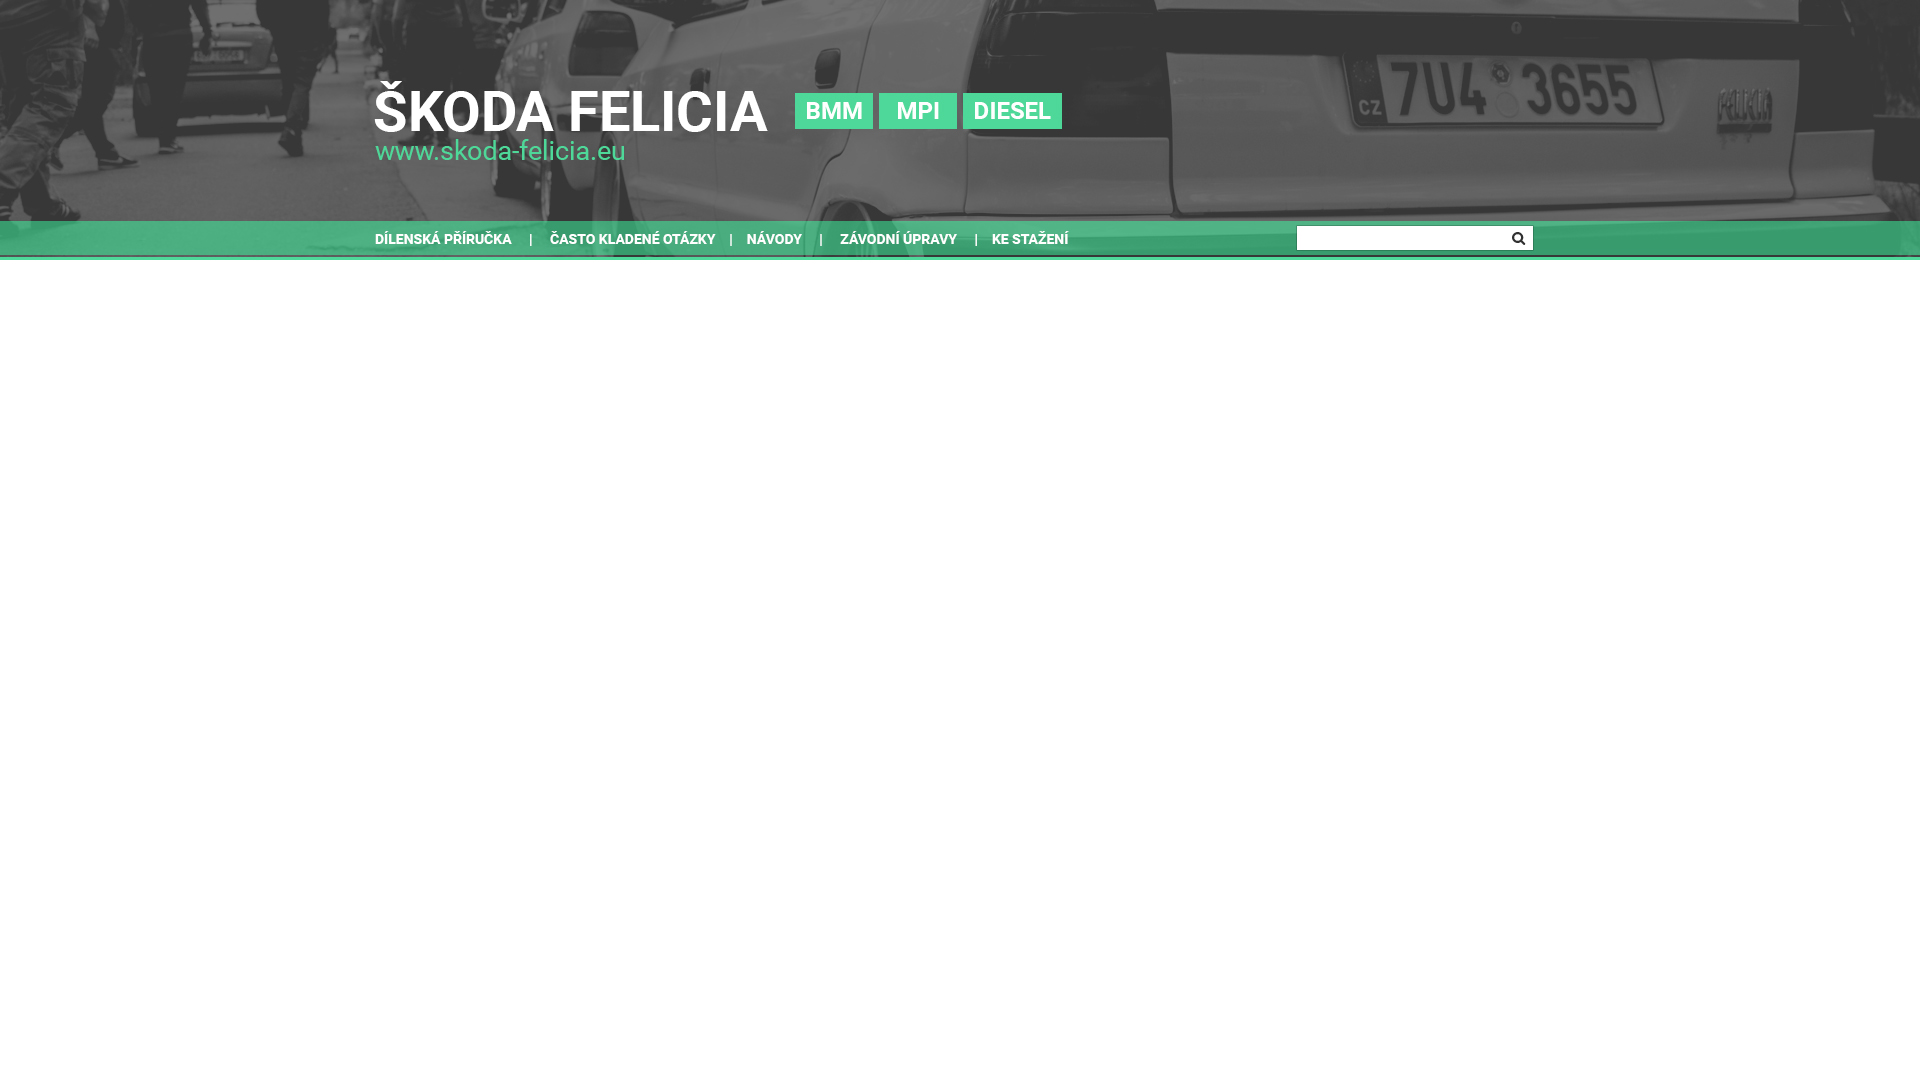 ŠKODA FELICIA BMM MPI DIESEL
www.skoda-felicia.eu
CZ 7U4 3655
FELICIA
DÍLENSKÁ PŘÍRUČKA | ČASTO KLADENÉ OTÁZKY | NÁVODY | ZÁVODNÍ ÚPRAVY | KE STAŽENÍ